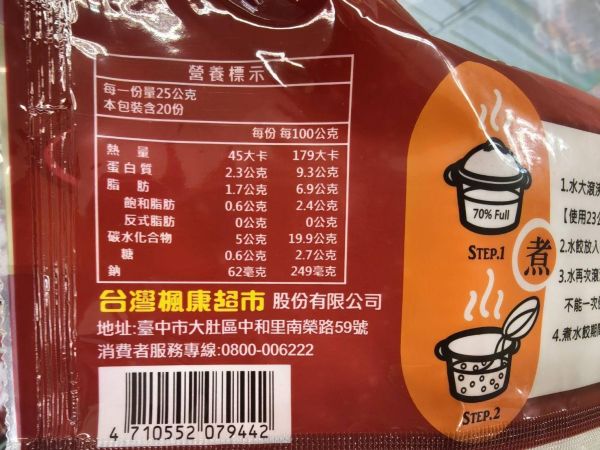 營養標示
每一份量25公克
本包裝含20份
每份 每100公克
熱 量 45大卡 179大卡
蛋白質 2.3公克 9.3公克
脂 肪 1.7公克 6.9公克
飽和脂肪 0.6公克 2.4公克
反式脂肪 0公克 0公克
碳水化合物 5公克 19.9公克
糖 0.6公克 2.7公克
鈉 62毫克 249毫克
台灣楓康超市 股份有限公司
地址:臺中市大肚區中和里南榮路59號
消費者服務專線:0800-006222
4 710552 079442
70% Full
STEP.1
煮
STEP.2
1.水大滾沸
【使用23公
2.水餃放入
3.水再次滾
不能一次
4.煮水餃期間